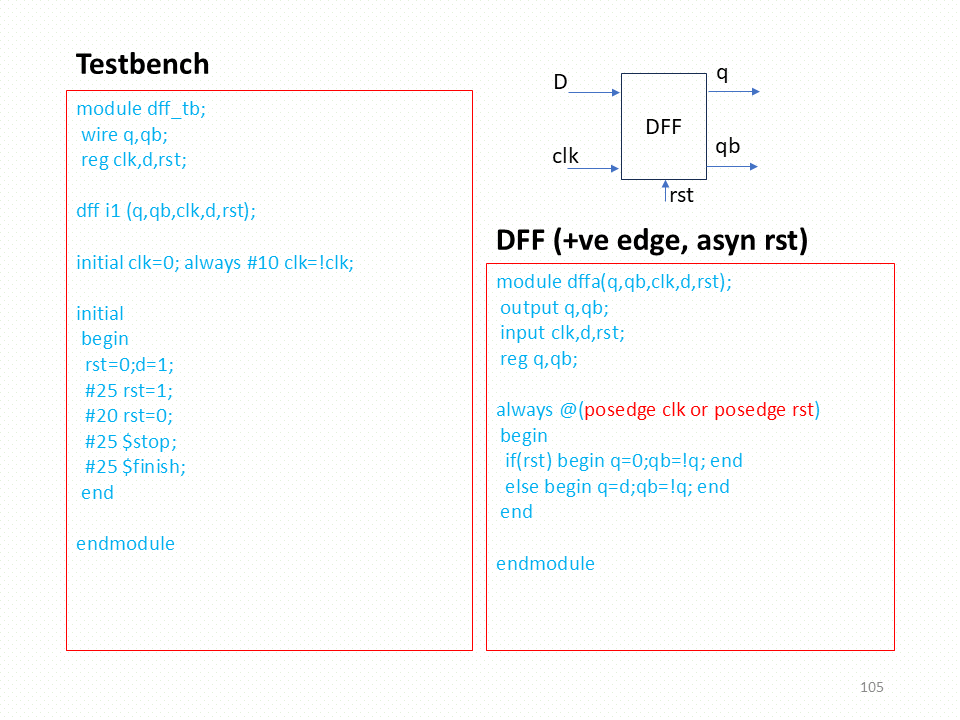 Testbench
module dff_tb;
wire q,qb;
reg clk,d,rst;
dff i1 (q,qb,clk,d,rst);
initial clk=0; always #10 clk=!clk;
initial
begin
rst=0;d=1;
#25 rst=1;
#20 rst=0;
#25 $stop;
#25 $finish;
end
endmodule
D
clk
DFF
q
qb
rst
DFF (+ve edge, asyn rst)
module dffa(q,qb,clk,d,rst);
output q,qb;
input clk,d,rst;
reg q,qb;
always @(posedge clk or posedge rst)
begin
if(rst) begin q=0;qb=!q; end
else begin q=d;qb=!q; end
end
endmodule
105